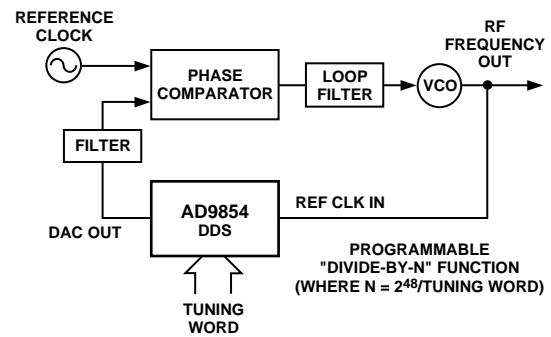 REFERENCE
CLOCK
PHASE
COMPARATOR
LOOP
FILTER
VCO
RF
FREQUENCY
OUT
FILTER
AD9854
DDS
REF CLK IN
DAC OUT
PROGRAMMABLE
"DIVIDE-BY-N" FUNCTION
(WHERE N = 2⁴⁸/TUNING WORD)
TUNING
WORD